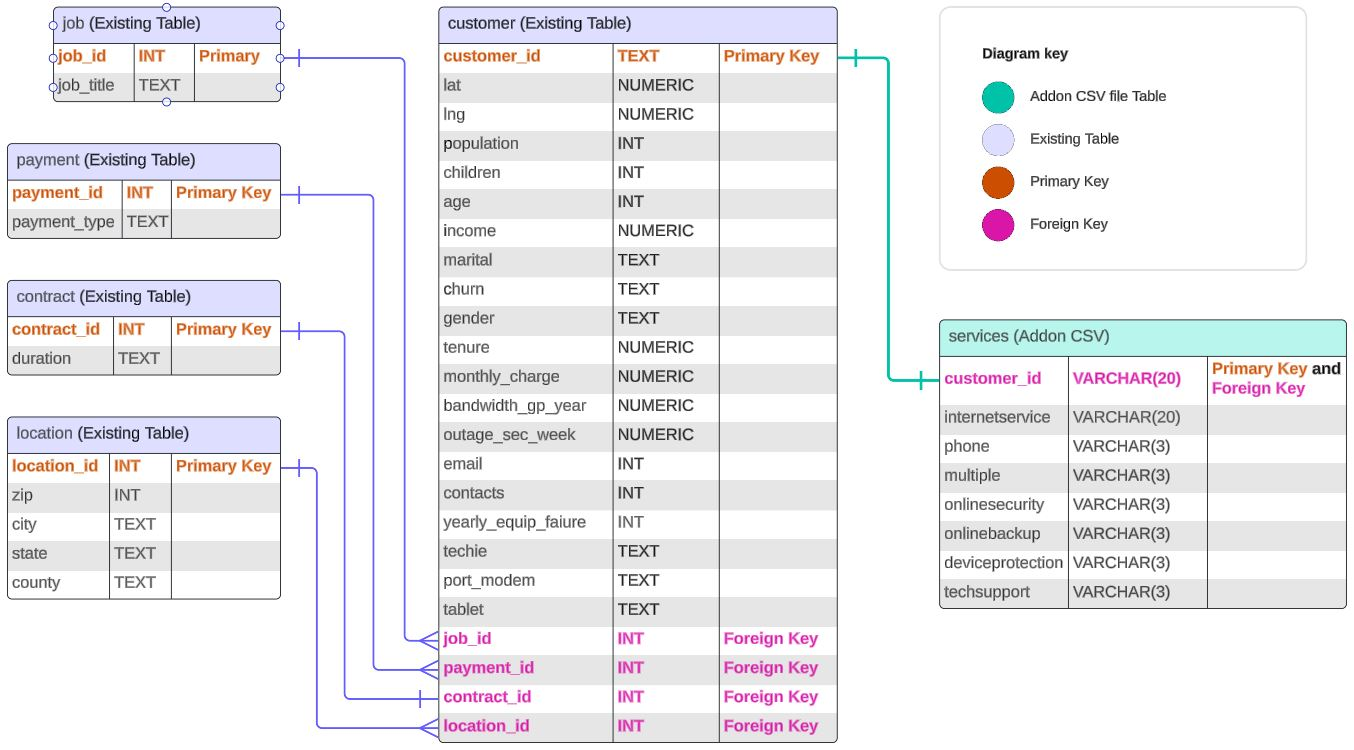 job (Existing Table)
job_id INT Primary
job_title TEXT
payment (Existing Table)
payment_id INT Primary Key
payment_type TEXT
contract (Existing Table)
contract_id INT Primary Key
duration TEXT
location (Existing Table)
location_id INT Primary Key
zip INT
city TEXT
state TEXT
county TEXT
customer (Existing Table)
customer_id TEXT Primary Key
lat NUMERIC
lng NUMERIC
population INT
children INT
age INT
income NUMERIC
marital TEXT
churn TEXT
gender TEXT
tenure NUMERIC
monthly_charge NUMERIC
bandwidth_gp_year NUMERIC
outage_sec_week NUMERIC
email INT
contacts INT
yearly_equip_faiure INT
techie TEXT
port_modem TEXT
tablet TEXT
job_id INT Foreign Key
payment_id INT Foreign Key
contract_id INT Foreign Key
location_id INT Foreign Key
Diagram key
Addon CSV file Table
Existing Table
Primary Key
Foreign Key
services (Addon CSV)
customer_id VARCHAR(20) Primary Key and
Foreign Key
internetservice VARCHAR(20)
phone VARCHAR(3)
multiple VARCHAR(3)
onlinesecurity VARCHAR(3)
onlinebackup VARCHAR(3)
deviceprotection VARCHAR(3)
techsupport VARCHAR(3)